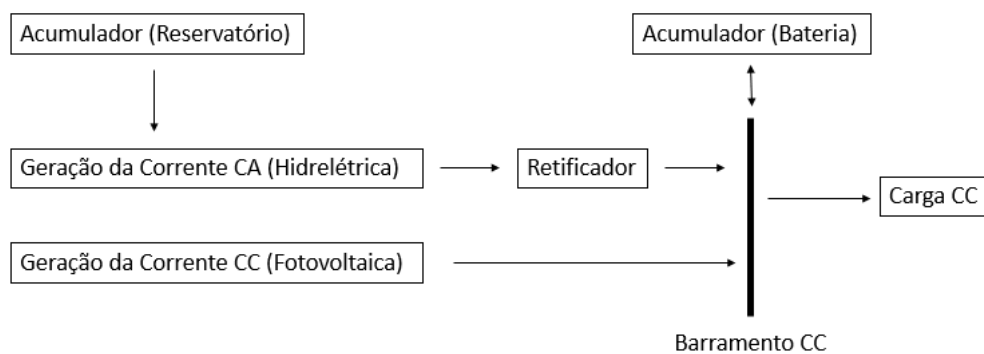 Acumulador (Reservatório)
Acumulador (Bateria)
Geração da Corrente CA (Hidrelétrica)
Retificador
Carga CC
Geração da Corrente CC (Fotovoltaica)
Barramento CC